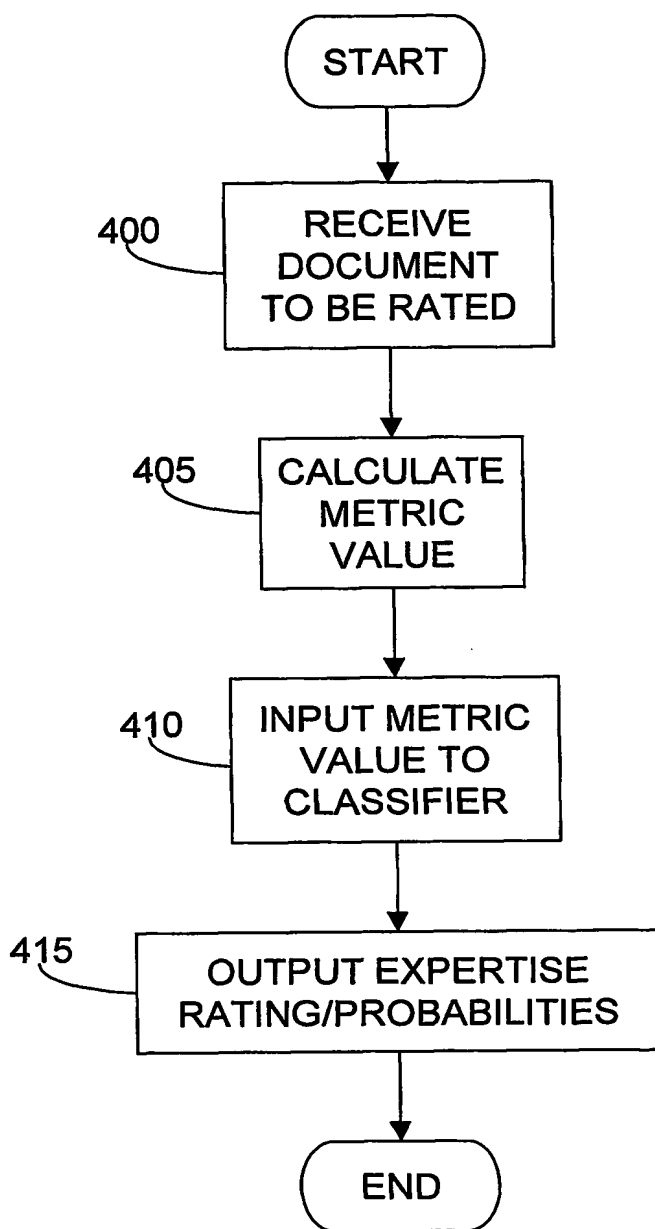 START
400
RECEIVE
DOCUMENT
TO BE RATED
405
CALCULATE
METRIC
VALUE
410
INPUT METRIC
VALUE TO
CLASSIFIER
415
OUTPUT EXPERTISE
RATING/PROBABILITIES
END